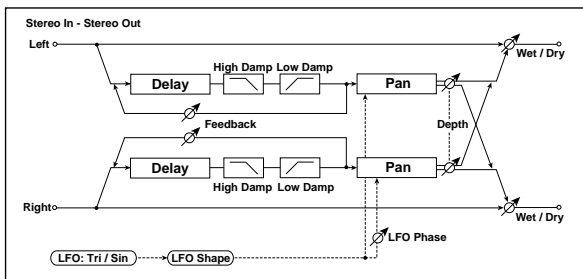 Stereo In - Stereo Out
Left
Wet / Dry
High Damp Low Damp
Delay
Pan
Feedback
Depth
Delay
Pan
High Damp Low Damp
Right
Wet / Dry
LFO Phase
LFO: Tri / Sin
LFO Shape